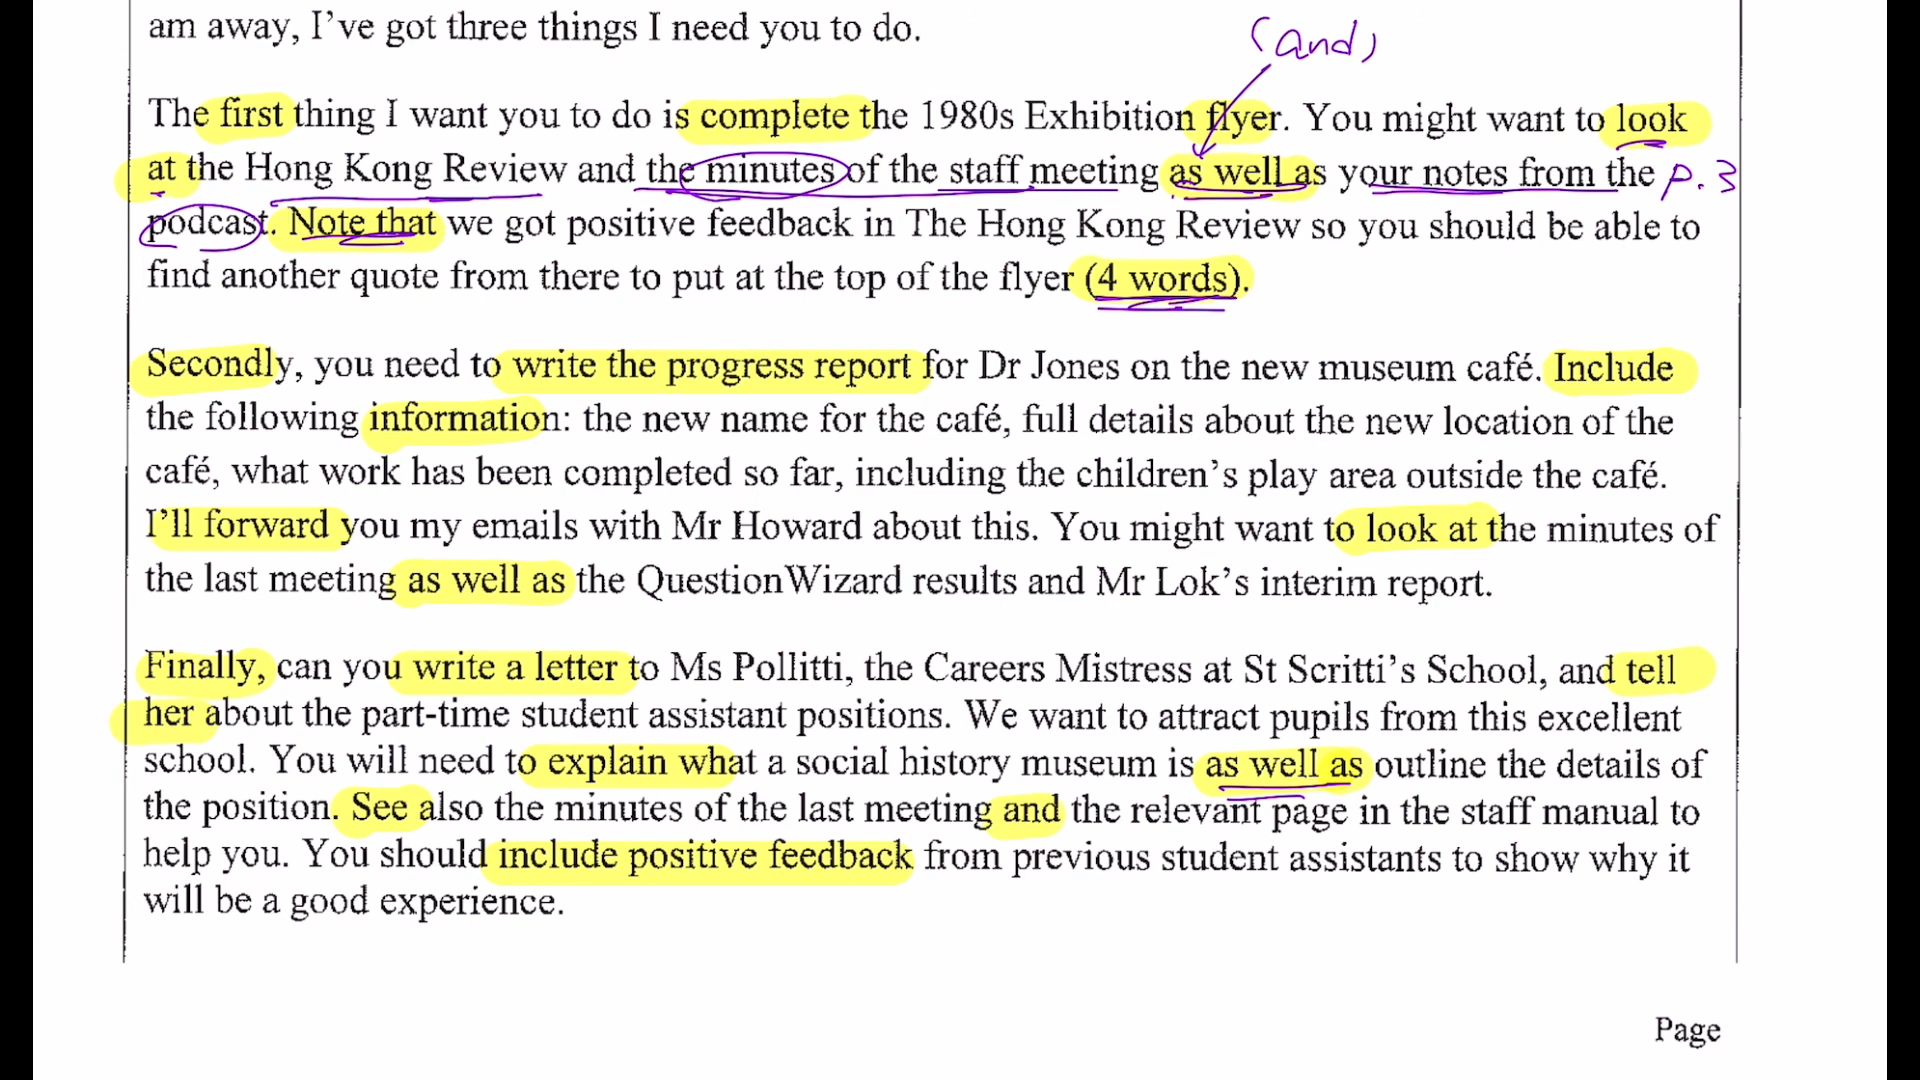 am away, I've got three things I need you to do.
(and)
The first thing I want you to do is complete the 1980s Exhibition flyer. You might want to look
at the Hong Kong Review and the minutes of the staff meeting as well as your notes from the p. 3
podcast. Note that we got positive feedback in The Hong Kong Review so you should be able to
find another quote from there to put at the top of the flyer (4 words).
Secondly, you need to write the progress report for Dr Jones on the new museum café. Include
the following information: the new name for the café, full details about the new location of the
café, what work has been completed so far, including the children's play area outside the café.
I'll forward you my emails with Mr Howard about this. You might want to look at the minutes of
the last meeting as well as the QuestionWizard results and Mr Lok's interim report.
Finally, can you write a letter to Ms Pollitti, the Careers Mistress at St Scritti's School, and tell
her about the part-time student assistant positions. We want to attract pupils from this excellent
school. You will need to explain what a social history museum is as well as outline the details of
the position. See also the minutes of the last meeting and the relevant page in the staff manual to
help you. You should include positive feedback from previous student assistants to show why it
will be a good experience.
Page